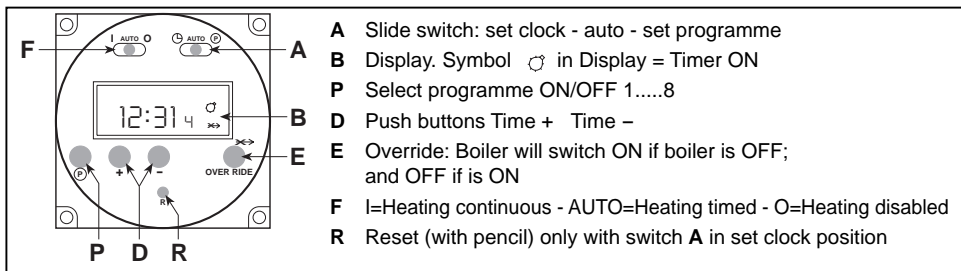 I AUTO O
AUTO P
F
A
12:31 4
B
E
P
+
-
OVER RIDE
R
P D R
A Slide switch: set clock - auto - set programme
B Display. Symbol in Display = Timer ON
P Select programme ON/OFF 1.....8
D Push buttons Time + Time –
E Override: Boiler will switch ON if boiler is OFF;
and OFF if is ON
F I=Heating continuous - AUTO=Heating timed - O=Heating disabled
R Reset (with pencil) only with switch A in set clock position